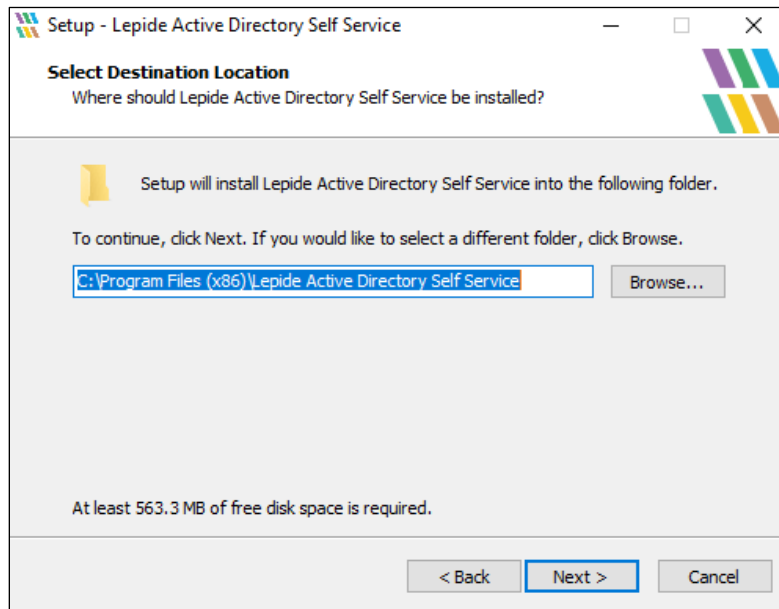 Setup - Lepide Active Directory Self Service
Select Destination Location
Where should Lepide Active Directory Self Service be installed?
Setup will install Lepide Active Directory Self Service into the following folder.
To continue, click Next. If you would like to select a different folder, click Browse.
C:\Program Files (x86)\Lepide Active Directory Self Service
Browse...
At least 563.3 MB of free disk space is required.
< Back
Next >
Cancel